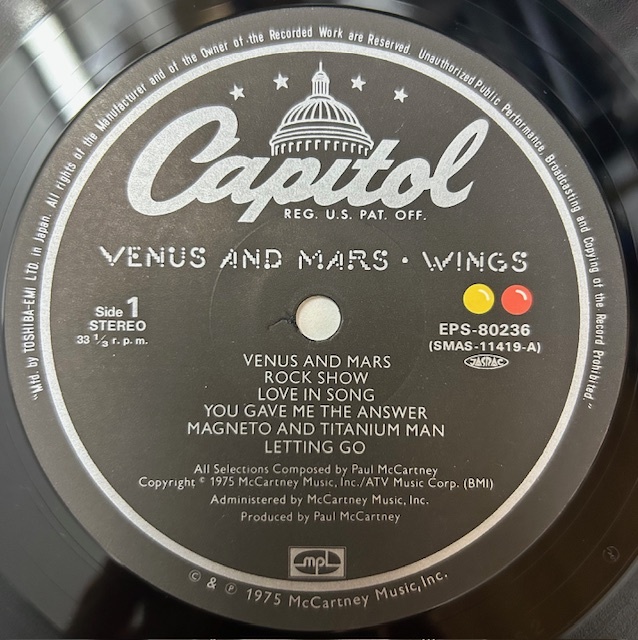 "Mfd. by TOSHIBA-EMI LTD. in Japan. All rights of the Manufacturer and of the Owner of the Recorded Work are Reserved. Unauthorized Public Performance, Broadcasting and Copying of the Record Prohibited."
Capitol
REG. U.S. PAT. OFF.
VENUS AND MARS • WINGS
Side 1
STEREO
33 1/3 r. p. m.
EPS-80236
(SMAS-11419-A)
JASRAC
VENUS AND MARS
ROCK SHOW
LOVE IN SONG
YOU GAVE ME THE ANSWER
MAGNETO AND TITANIUM MAN
LETTING GO
All Selections Composed by Paul McCartney
Copyright © 1975 McCartney Music, Inc./ATV Music Corp. (BMI)
Administered by McCartney Music, Inc.
Produced by Paul McCartney
mpl
© & ℗ 1975 McCartney Music, Inc.